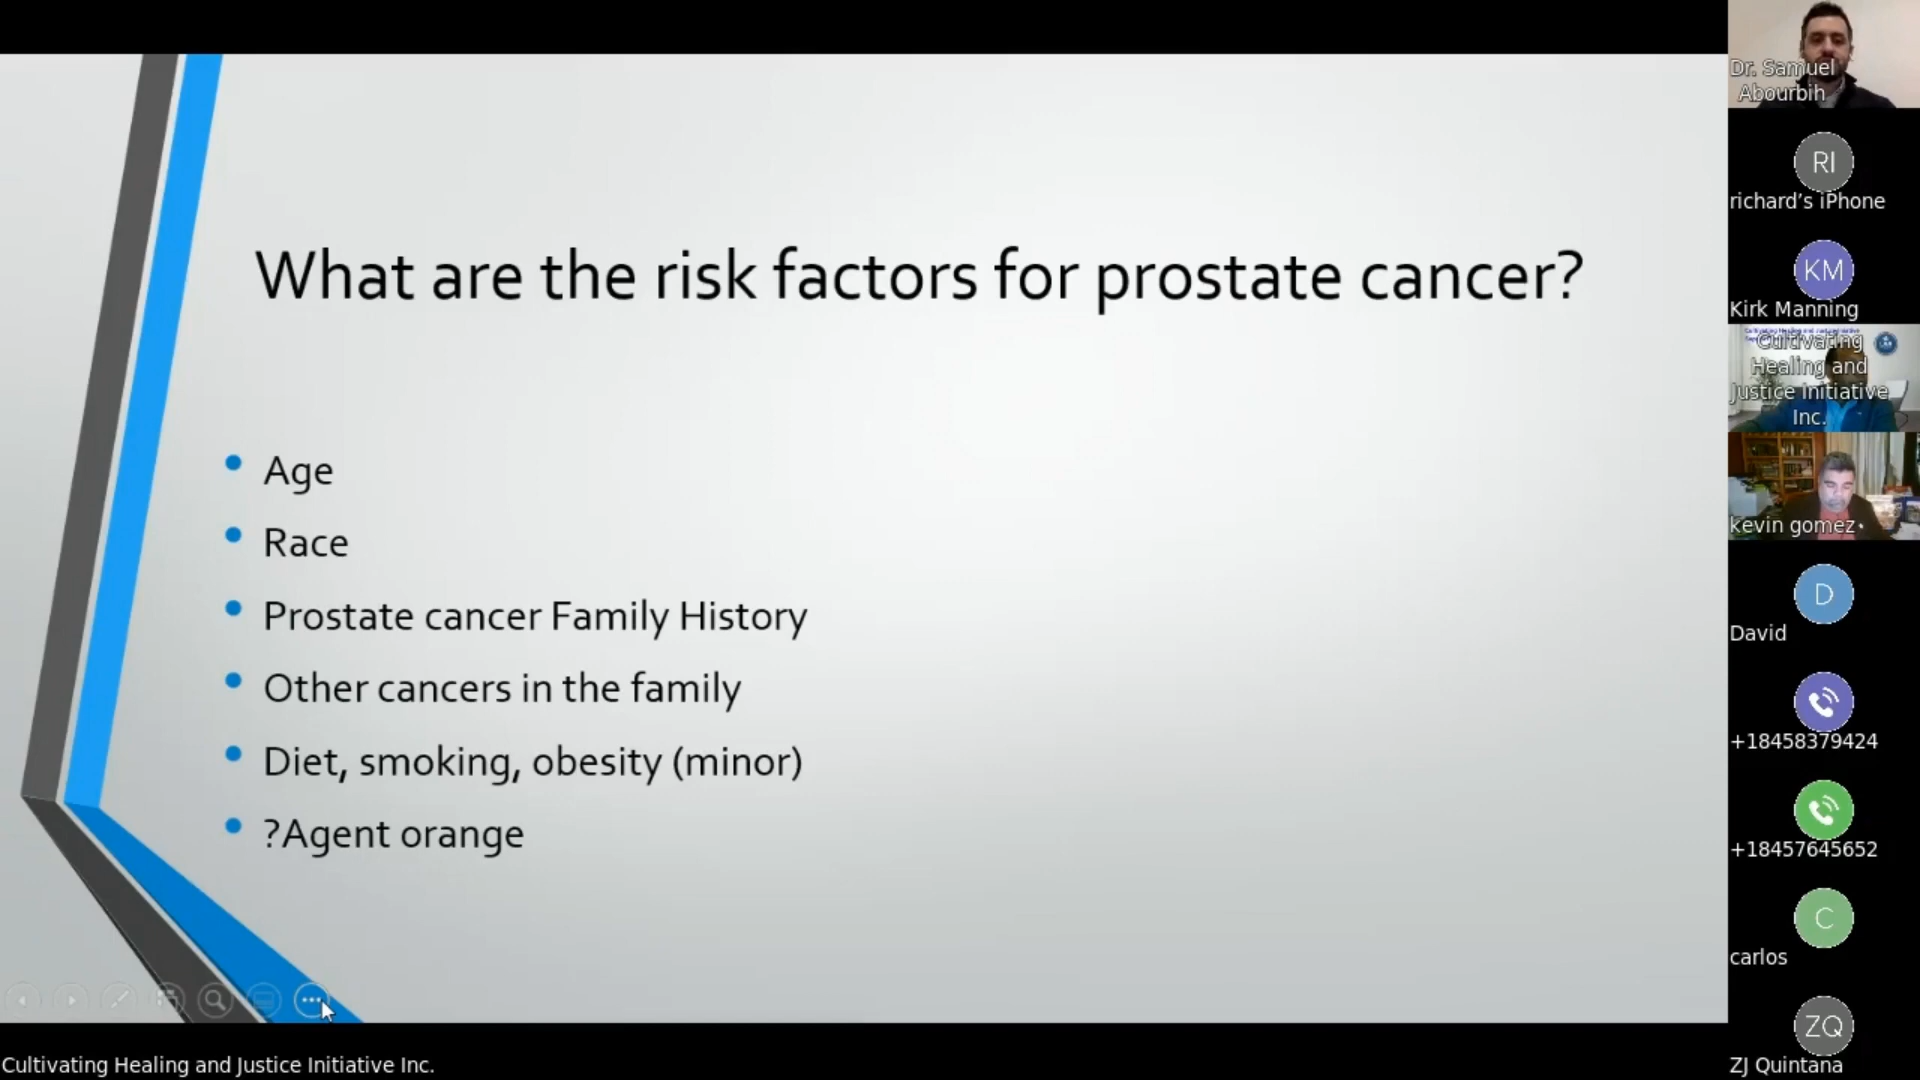 What are the risk factors for prostate cancer?
Age
Race
Prostate cancer Family History
Other cancers in the family
Diet, smoking, obesity (minor)
?Agent orange
Dr. Samuel
Abourbih
RI
richard’s iPhone
KM
Kirk Manning
Cultivating
Healing and
Justice Initiative
Inc.
kevin gomez
D
David
+18458379424
+18457645652
C
carlos
ZQ
ZJ Quintana
Cultivating Healing and Justice Initiative Inc.